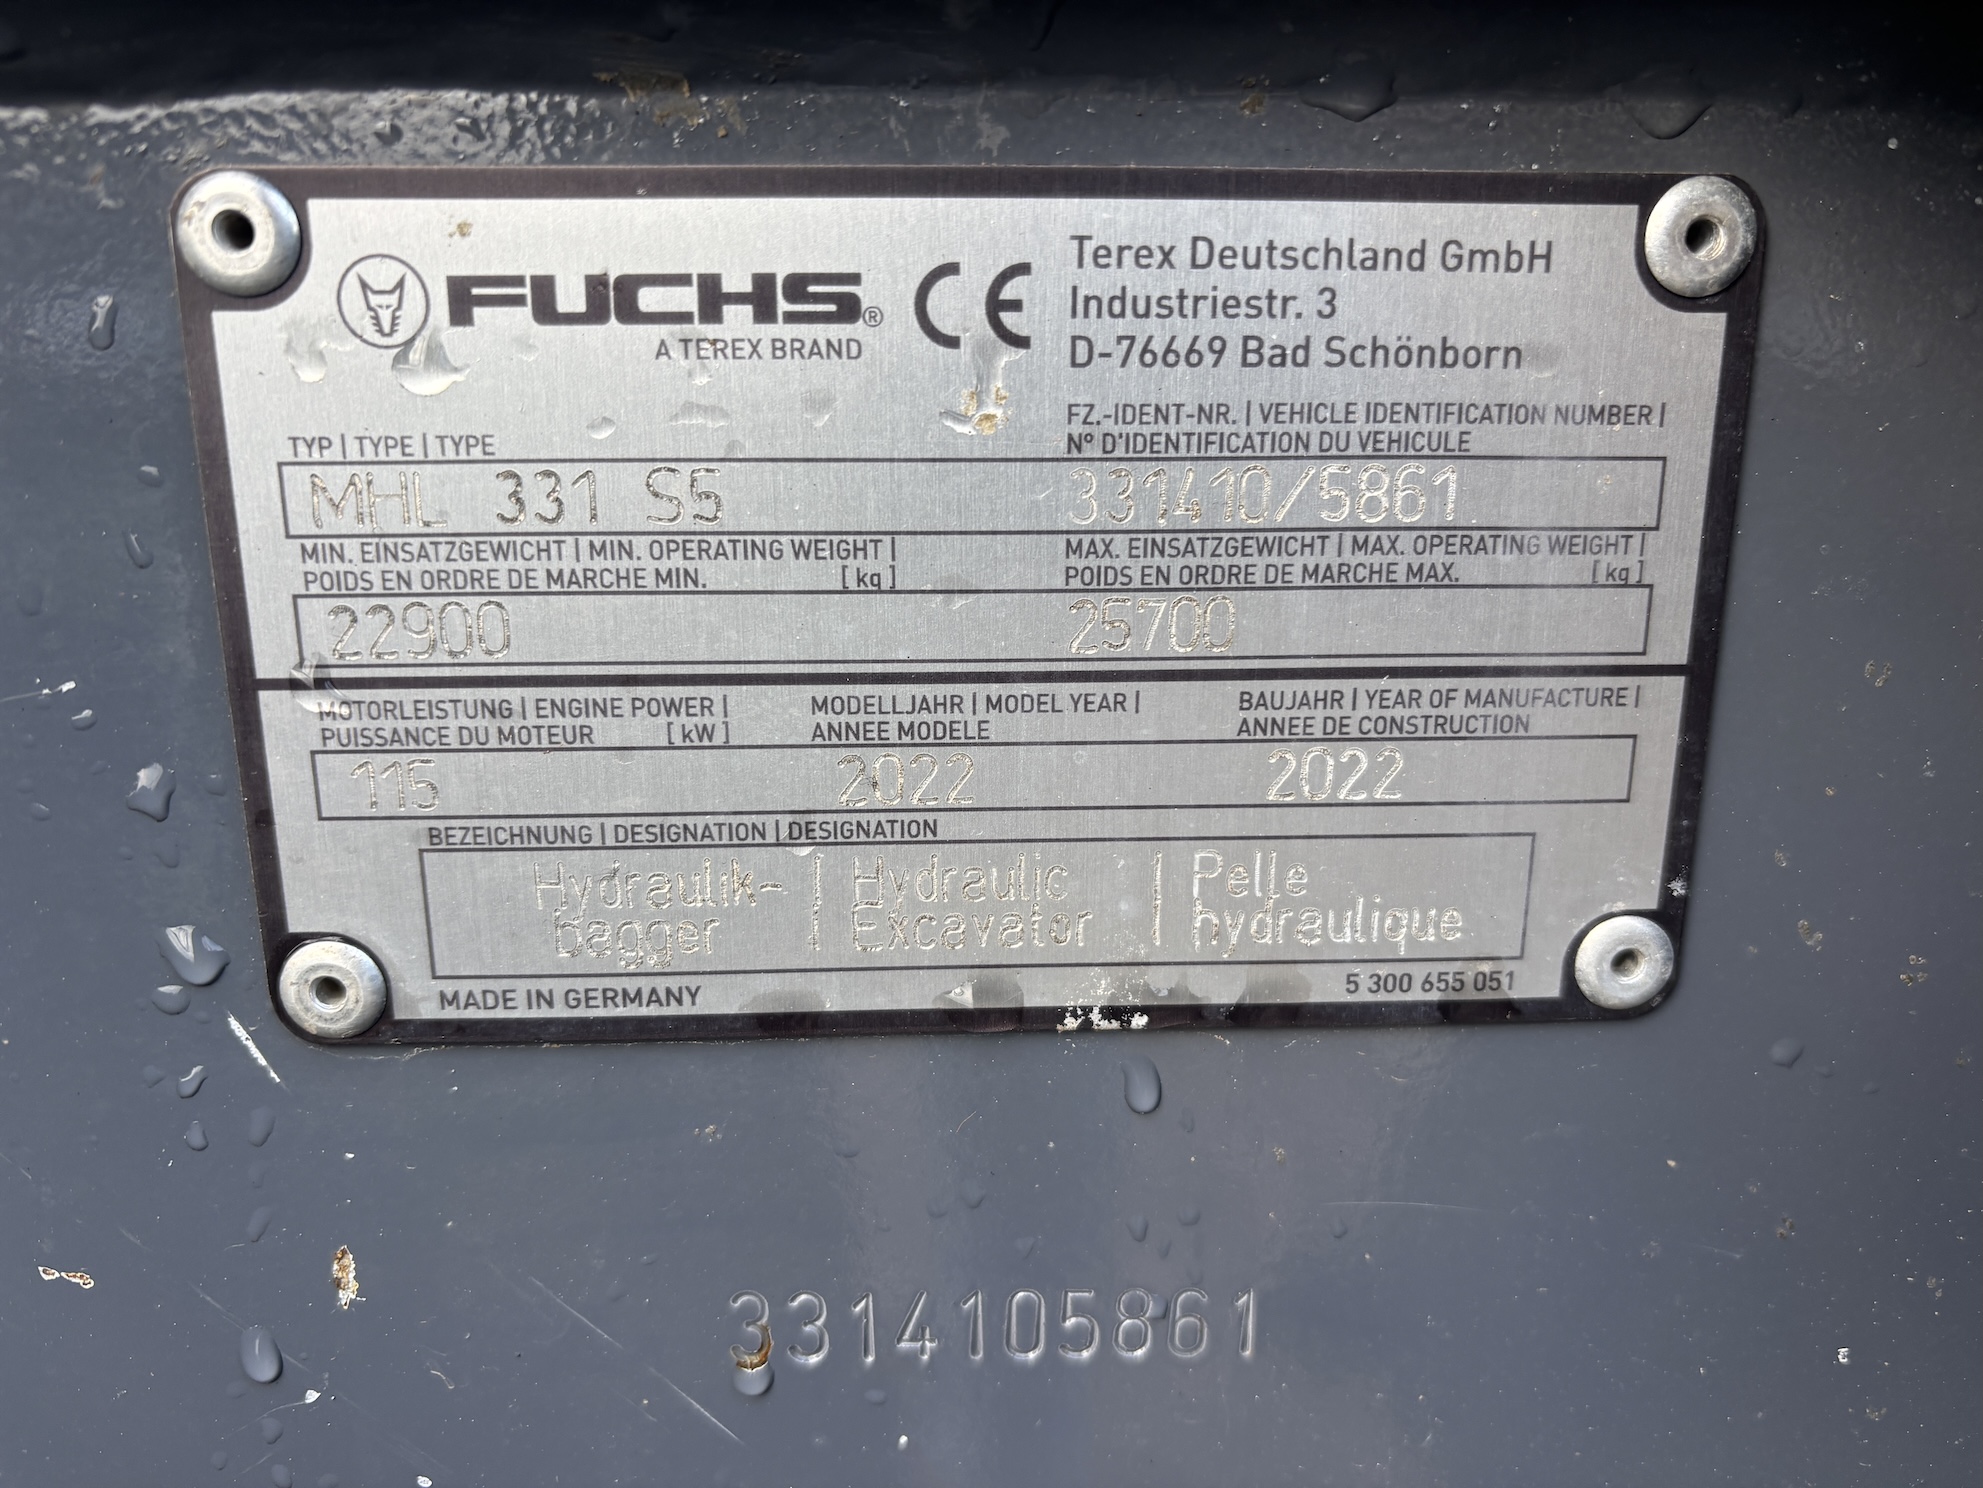 FUCHS®
A TEREX BRAND
CE
Terex Deutschland GmbH
Industriestr. 3
D-76669 Bad Schönborn
TYP | TYPE | TYPE
FZ.-IDENT-NR. | VEHICLE IDENTIFICATION NUMBER |
N° D'IDENTIFICATION DU VEHICULE
MHL 331 S5
331410/5861
MIN. EINSATZGEWICHT | MIN. OPERATING WEIGHT |
POIDS EN ORDRE DE MARCHE MIN. [kg]
MAX. EINSATZGEWICHT | MAX. OPERATING WEIGHT |
POIDS EN ORDRE DE MARCHE MAX. [kg]
22900
25700
MOTORLEISTUNG | ENGINE POWER |
PUISSANCE DU MOTEUR [kW]
MODELLJAHR | MODEL YEAR |
ANNEE MODELE
BAUJAHR | YEAR OF MANUFACTURE |
ANNEE DE CONSTRUCTION
115
2022
2022
BEZEICHNUNG | DESIGNATION | DESIGNATION
Hydraulik- | Hydraulic | Pelle
bagger | Excavator | hydraulique
MADE IN GERMANY
5 300 655 051
3314105861